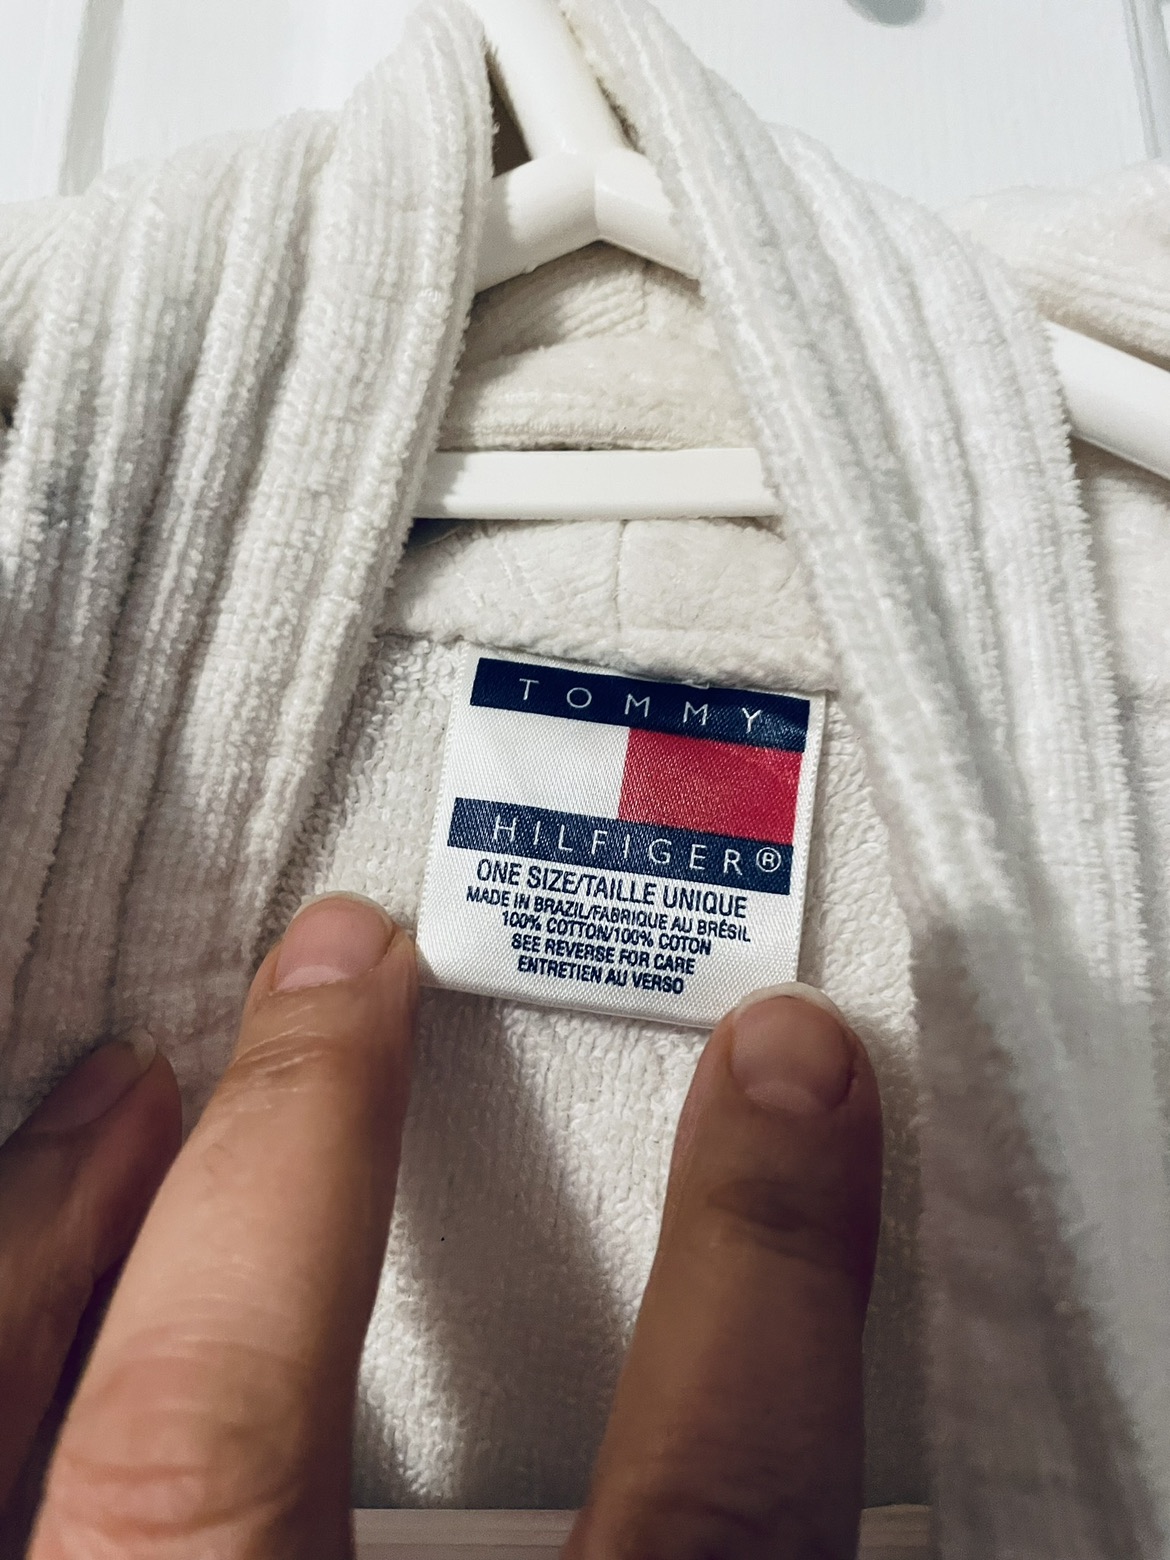 TOMMY
HILFIGER®
ONE SIZE/TAILLE UNIQUE
MADE IN BRAZIL/FABRIQUE AU BRÉSIL
100% COTTON/100% COTON
SEE REVERSE FOR CARE
ENTRETIEN AU VERSO